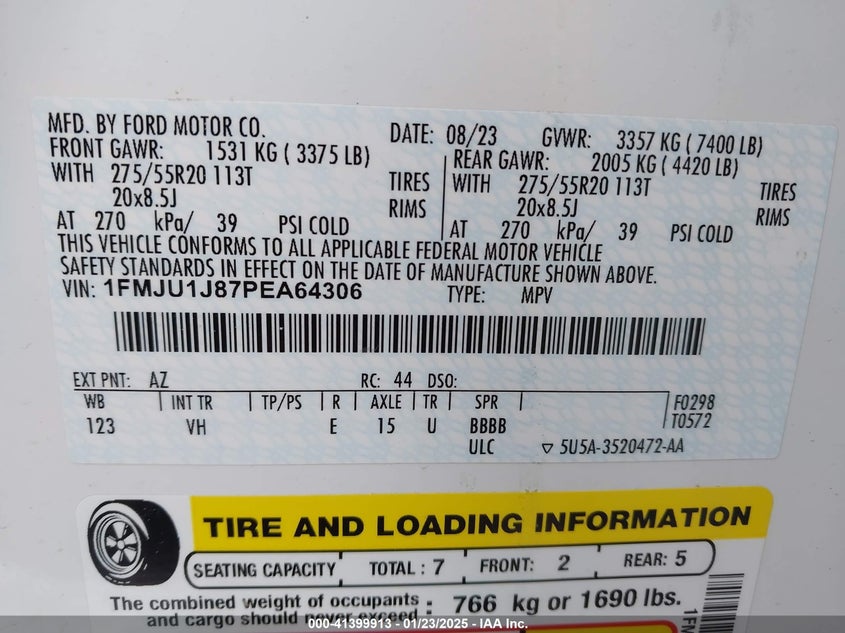 MFD. BY FORD MOTOR CO. DATE: 08/23 GVWR: 3357 KG ( 7400 LB)
FRONT GAWR: 1531 KG ( 3375 LB) REAR GAWR: 2005 KG ( 4420 LB)
WITH 275/55R20 113T TIRES WITH 275/55R20 113T TIRES
20x8.5J RIMS 20x8.5J RIMS
AT 270 kPa/ 39 PSI COLD AT 270 kPa/ 39 PSI COLD
THIS VEHICLE CONFORMS TO ALL APPLICABLE FEDERAL MOTOR VEHICLE
SAFETY STANDARDS IN EFFECT ON THE DATE OF MANUFACTURE SHOWN ABOVE.
VIN: 1FMJU1J87PEA64306 TYPE: MPV
EXT PNT: AZ RC: 44 DSO:
WB INT TR TP/PS R AXLE TR SPR F0298
123 VH E 15 U BBBB T0572
ULC ▽ 5U5A-3520472-AA
TIRE AND LOADING INFORMATION
SEATING CAPACITY TOTAL : 7 FRONT: 2 REAR: 5
The combined weight of occupants
and cargo should never exceed : 766 kg or 1690 lbs.
1FM
000-41399913 - 01/23/2025 - IAA Inc.